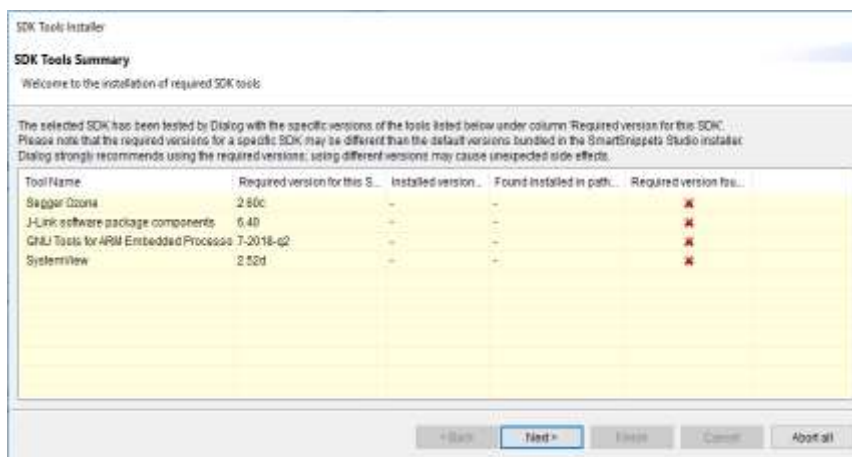 SDK Tools Installer
SDK Tools Summary
Welcome to the installation of required SDK tools
The selected SDK has been tested by Dialog with the specific versions of the tools listed below under column 'Required version for this SDK'.
Please note that the required versions for a specific SDK may be different than the default versions bundled in the SmartSnippets Studio installer.
Dialog strongly recommends using the required versions; using different versions may cause unexpected side effects.
Tool Name Required version for this S... Installed version... Found installed in path... Required version fou...
Segger Ozone 2.60c - -
J-Link software package components 6.40 - -
GNU Tools for ARM Embedded Processo 7-2018-q2 - -
SystemView 2.52d - -
< Back Next > Finish Cancel Abort all